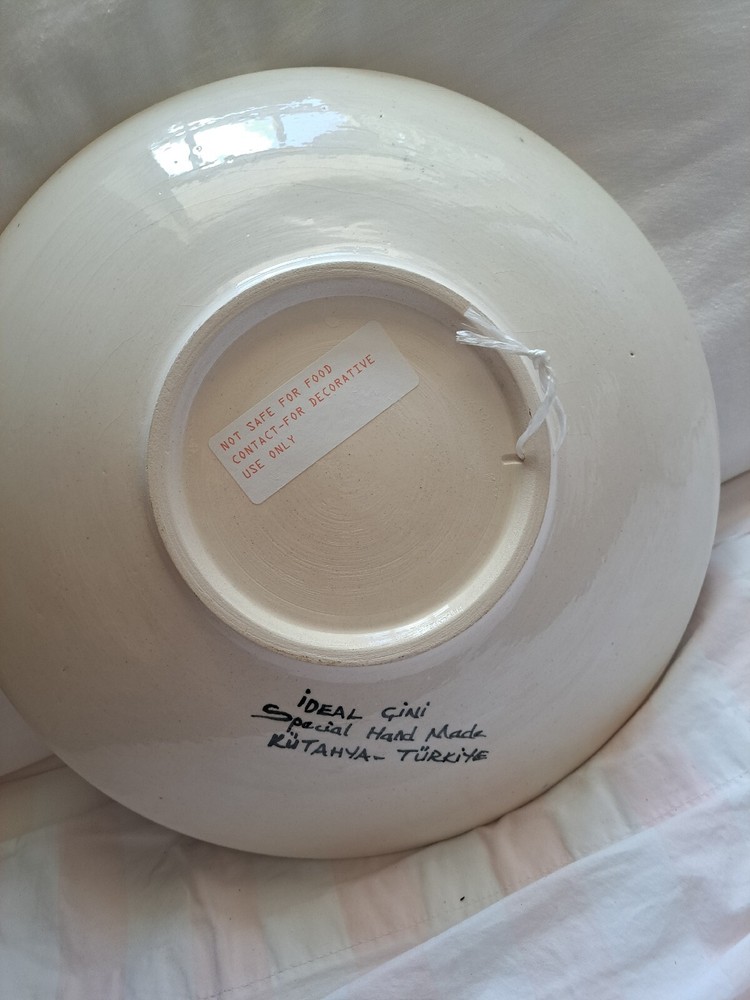 NOT SAFE FOR FOOD
CONTACT-FOR DECORATIVE
USE ONLY
İDEAL ÇİNİ
Special Hand Made
KÜTAHYA- TÜRKİYE